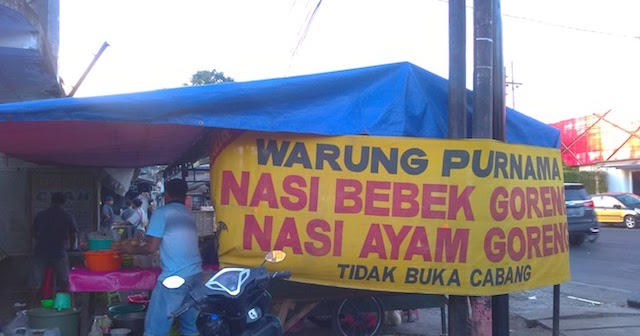 WARUNG PURNAMA
NASI BEBEK GORENG
NASI AYAM GORENG
TIDAK BUKA CABANG